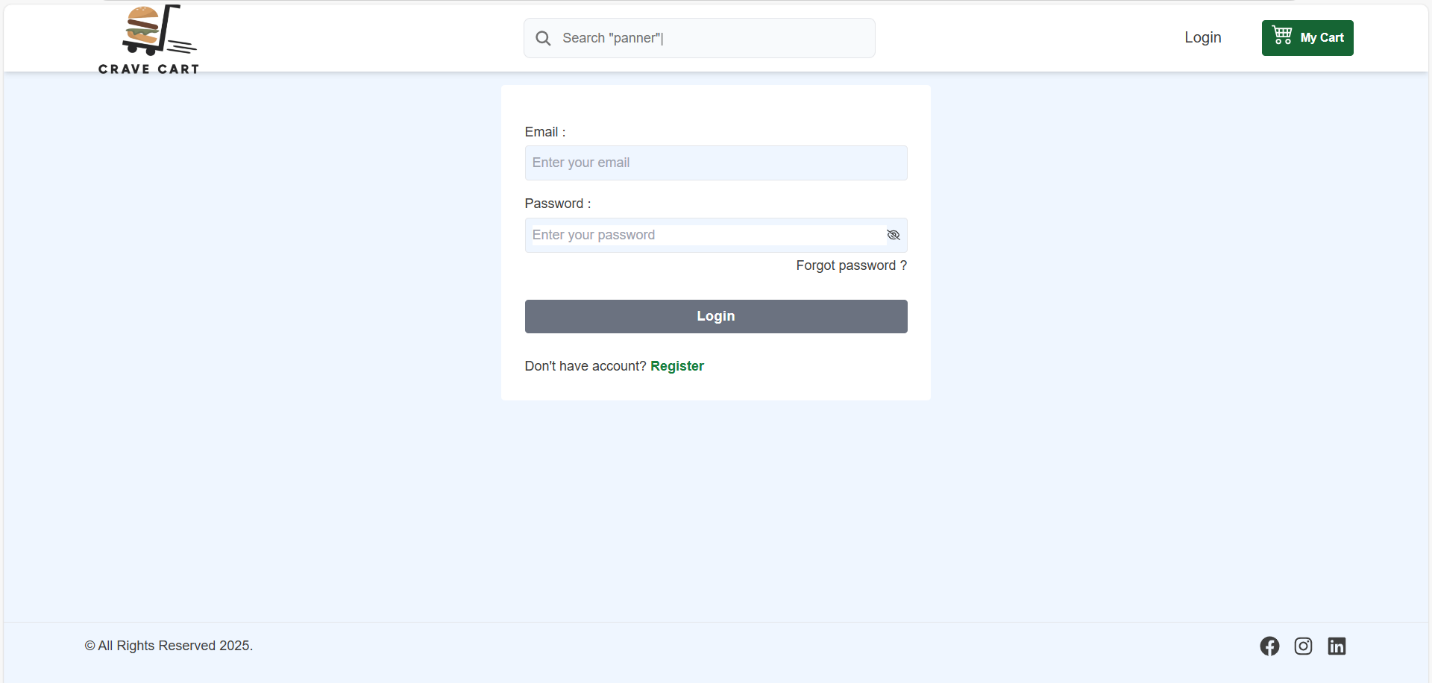 CRAVE CART
Search "panner"|
Login
My Cart
Email :
Enter your email
Password :
Enter your password
Forgot password ?
Login
Don't have account? Register
© All Rights Reserved 2025.